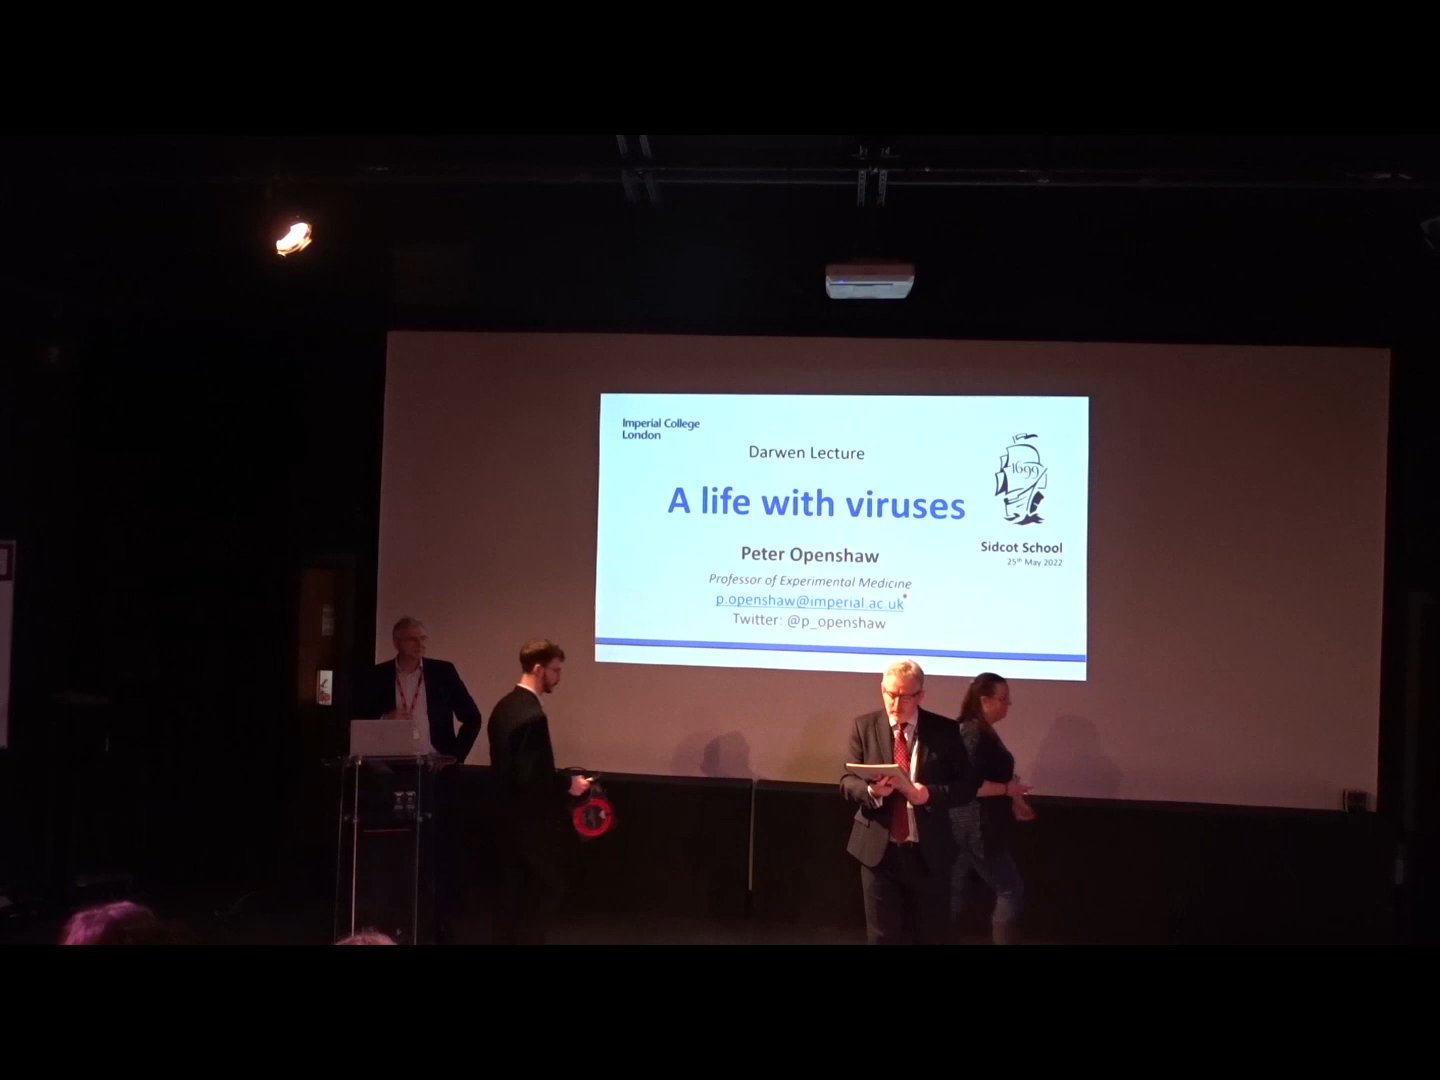 Imperial College
London
Darwen Lecture
1699
A life with viruses
Peter Openshaw
Sidcot School
25th May 2022
Professor of Experimental Medicine
p.openshaw@imperial.ac.uk
Twitter: @p_openshaw